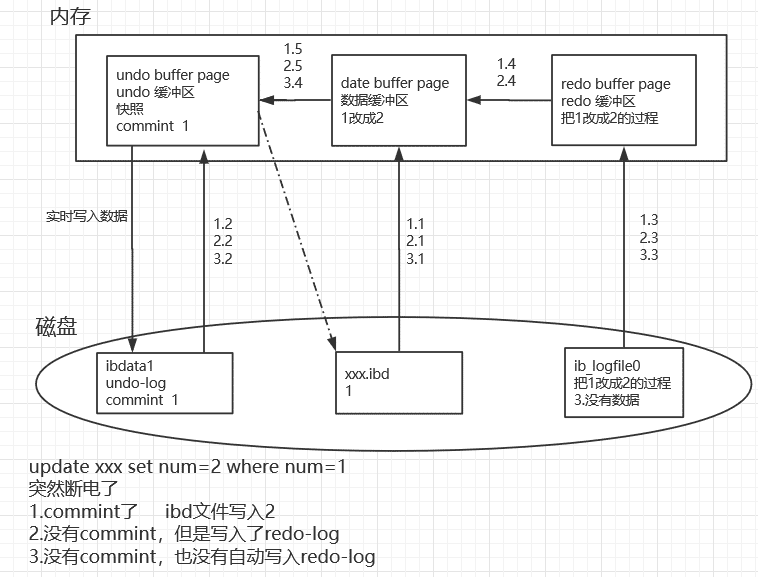 内存
undo buffer page
undo 缓冲区
快照
commint 1
1.5
2.5
3.4
date buffer page
数据缓冲区
1改成2
1.4
2.4
redo buffer page
redo 缓冲区
把1改成2的过程
实时写入数据
1.2
2.2
3.2
1.1
2.1
3.1
1.3
2.3
3.3
磁盘
ibdata1
undo-log
commint 1
xxx.ibd
1
ib_logfile0
把1改成2的过程
3.没有数据
update xxx set num=2 where num=1
突然断电了
1.commint了 ibd文件写入2
2.没有commint，但是写入了redo-log
3.没有commint，也没有自动写入redo-log